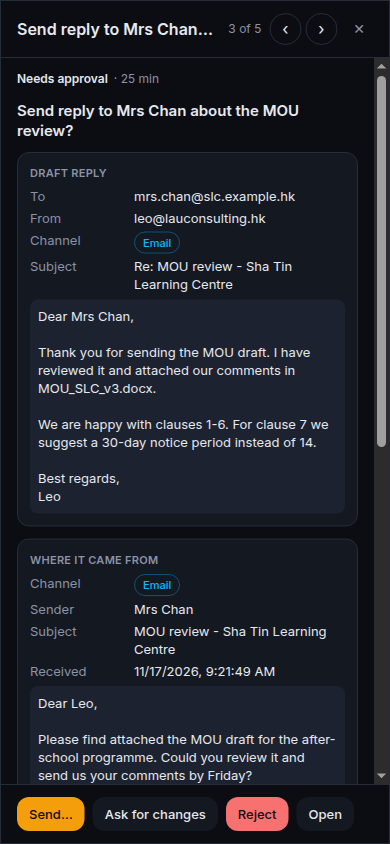 Send reply to Mrs Chan... 3 of 5 ‹ › ×
Needs approval · 25 min
Send reply to Mrs Chan about the MOU
review?
DRAFT REPLY
To mrs.chan@slc.example.hk
From leo@lauconsulting.hk
Channel Email
Subject Re: MOU review - Sha Tin
Learning Centre
Dear Mrs Chan,
Thank you for sending the MOU draft. I have
reviewed it and attached our comments in
MOU_SLC_v3.docx.
We are happy with clauses 1-6. For clause 7 we
suggest a 30-day notice period instead of 14.
Best regards,
Leo
WHERE IT CAME FROM
Channel Email
Sender Mrs Chan
Subject MOU review - Sha Tin Learning
Centre
Received 11/17/2026, 9:21:49 AM
Dear Leo,
Please find attached the MOU draft for the after-
school programme. Could you review it and
send us your comments by Friday?
Send... Ask for changes Reject Open